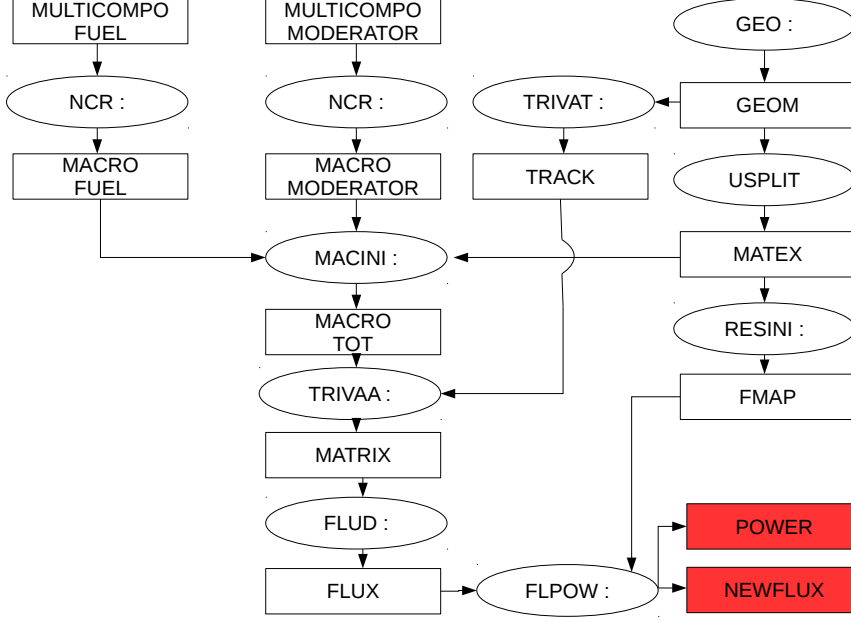 MULTICOMPO
FUEL
MULTICOMPO
MODERATOR
GEO :
NCR :
NCR :
TRIVAT :
GEOM
MACRO
FUEL
MACRO
MODERATOR
TRACK
USPLIT
MACINI :
MATEX
MACRO
TOT
RESINI :
TRIVAA :
FMAP
MATRIX
FLUD :
POWER
FLUX
FLPOW :
NEWFLUX